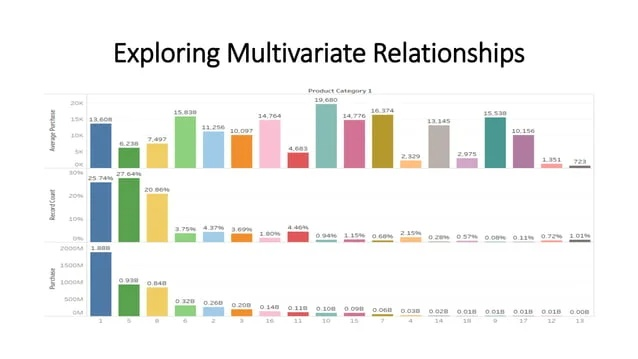 Exploring Multivariate Relationships
Product Category 1
Average Purchase
20K
15K
5K
0K
13,608
6,238
7,497
15,838
11,256
10,097
14,764
4,683
19,680
14,776
16,374
2,329
13,145
2,975
15,538
10,156
1,351
723
Record Count
30%
20%
10%
0%
25.74%
27.64%
20.86%
3.75%
4.37%
3.69%
1.80%
4.46%
0.94%
1.15%
0.68%
2.15%
0.28%
0.57%
0.08%
0.11%
0.72%
1.01%
Purchase
2000M
1500M
1000M
500M
0M
1.88B
0.93B
0.84B
0.32B
0.26B
0.20B
0.14B
0.11B
0.10B
0.09B
0.06B
0.03B
0.02B
0.01B
0.01B
0.01B
0.01B
0.00B
1 5 8 6 2 3 16 11 10 15 7 4 14 18 9 17 12 13